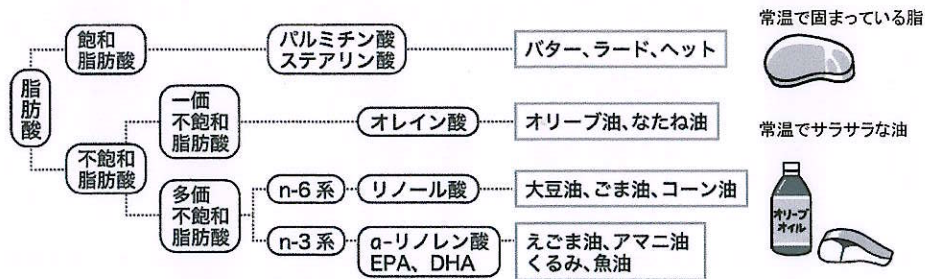 脂肪酸
飽和
脂肪酸
パルミチン酸
ステアリン酸
バター、ラード、ヘット
常温で固まっている脂
不飽和
脂肪酸
一価
不飽和
脂肪酸
オレイン酸
オリーブ油、なたね油
常温でサラサラな油
多価
不飽和
脂肪酸
n-6系
リノール酸
大豆油、ごま油、コーン油
n-3系
α-リノレン酸
EPA、DHA
えごま油、アマニ油
くるみ、魚油
オリーブ
オイル